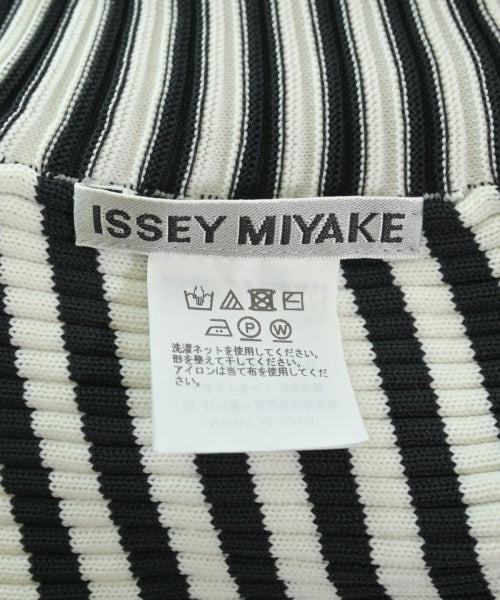 ISSEY MIYAKE
P W
洗濯ネットを使用してください。
形を整えて干してください。
アイロンは当て布を使用してください。
MADE IN JAPAN